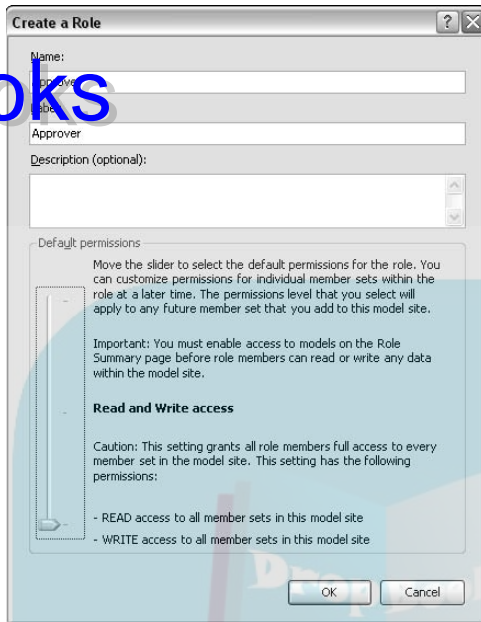 Create a Role
Name:
Approver
oks
Label:
Approver
Description (optional):
Default permissions
Move the slider to select the default permissions for the role. You
can customize permissions for individual member sets within the
role at a later time. The permissions level that you select will
apply to any future member set that you add to this model site.
Important: You must enable access to models on the Role
Summary page before role members can read or write any data
within the model site.
Read and Write access
Caution: This setting grants all role members full access to every
member set in the model site. This setting has the following
permissions:
- READ access to all member sets in this model site
- WRITE access to all member sets in this model site
OK Cancel